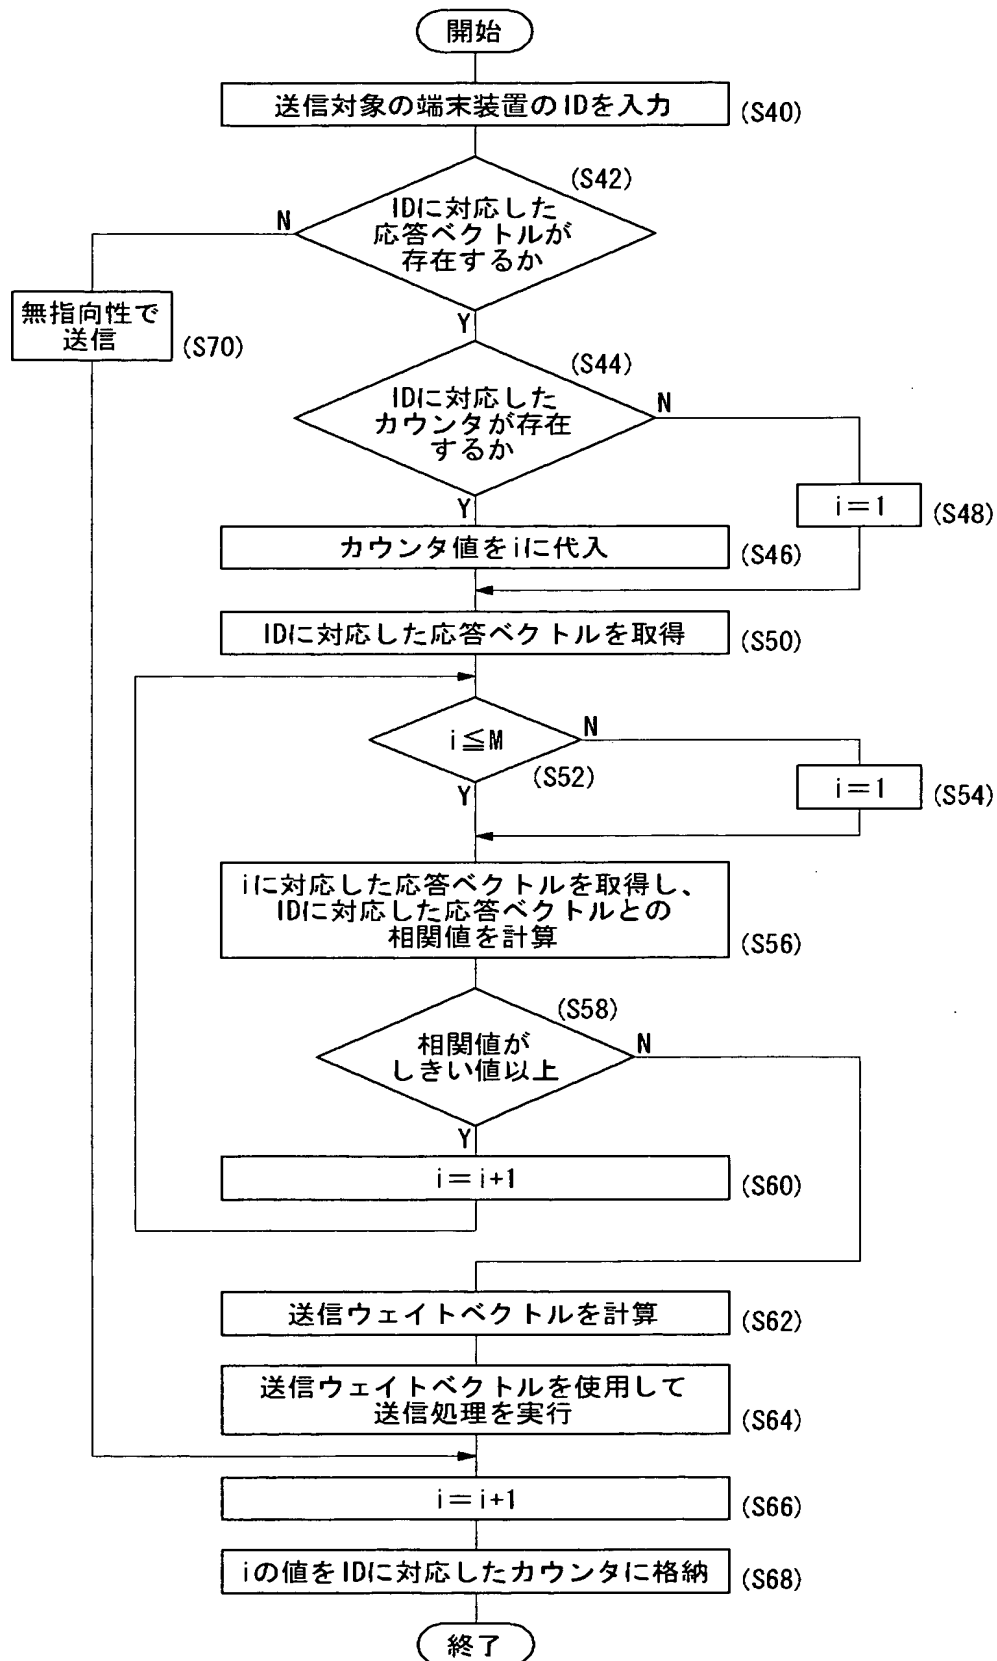 開始
送信対象の端末装置のIDを入力
(S40)
(S42)
IDに対応した
応答ベクトルが
存在するか
N
Y
無指向性で
送信
(S70)
(S44)
IDに対応した
カウンタが存在
するか
N
Y
i=1
(S48)
カウンタ値をiに代入
(S46)
IDに対応した応答ベクトルを取得
(S50)
i≦M
N
(S52)
Y
i=1
(S54)
iに対応した応答ベクトルを取得し、
IDに対応した応答ベクトルとの
相関値を計算
(S56)
(S58)
相関値が
しきい値以上
N
Y
i=i+1
(S60)
送信ウェイトベクトルを計算
(S62)
送信ウェイトベクトルを使用して
送信処理を実行
(S64)
i=i+1
(S66)
iの値をIDに対応したカウンタに格納
(S68)
終了